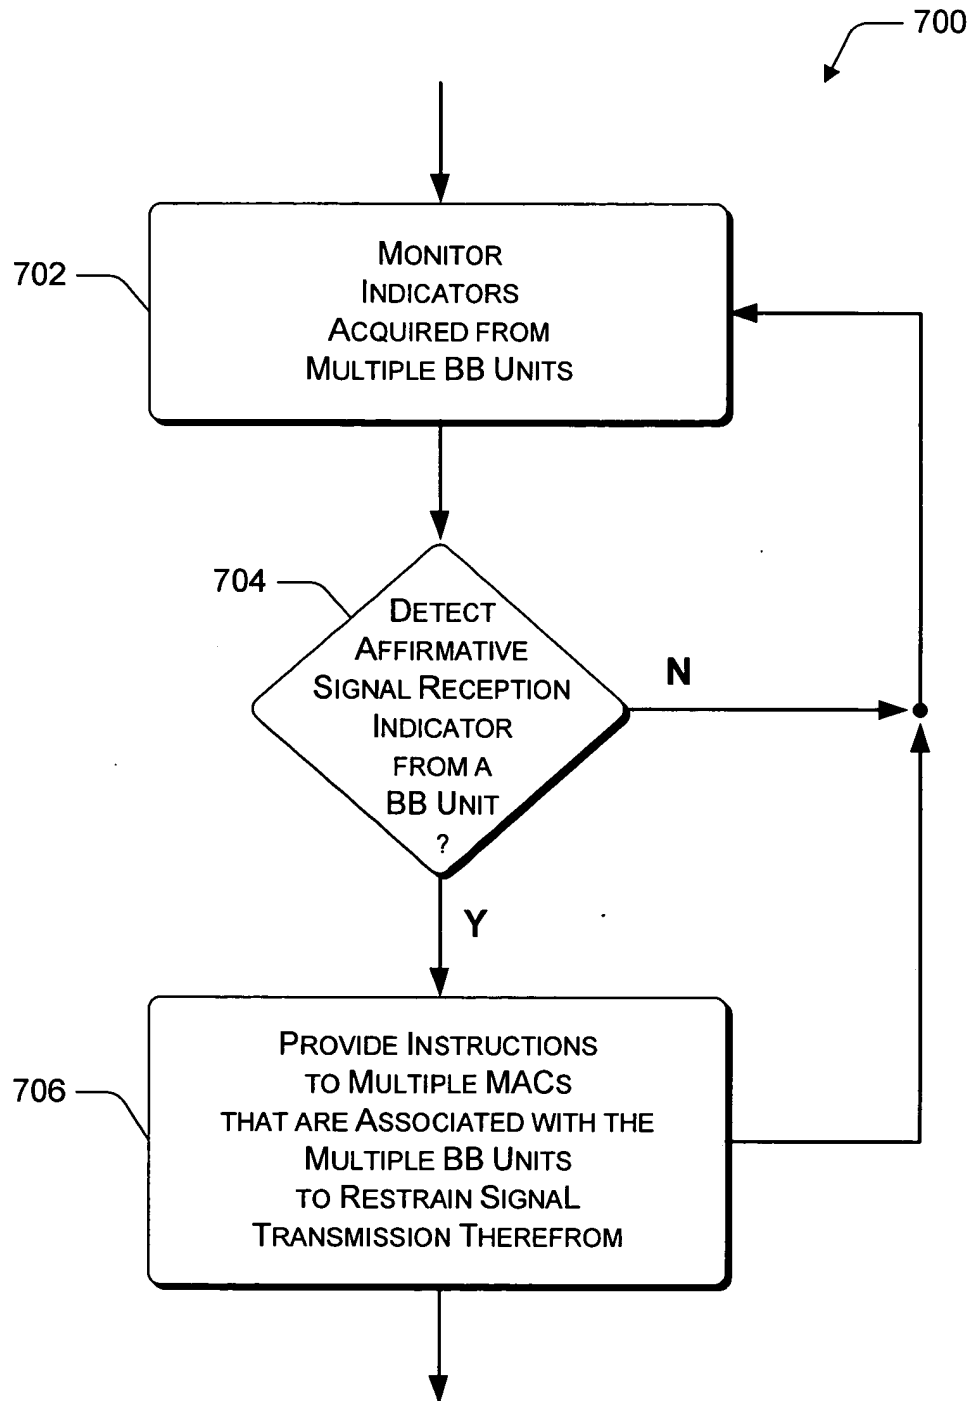 700
702
MONITOR
INDICATORS
ACQUIRED FROM
MULTIPLE BB UNITS
704
DETECT
AFFIRMATIVE
SIGNAL RECEPTION
INDICATOR
FROM A
BB UNIT
?
N
Y
706
PROVIDE INSTRUCTIONS
TO MULTIPLE MACS
THAT ARE ASSOCIATED WITH THE
MULTIPLE BB UNITS
TO RESTRAIN SIGNAL
TRANSMISSION THEREFROM